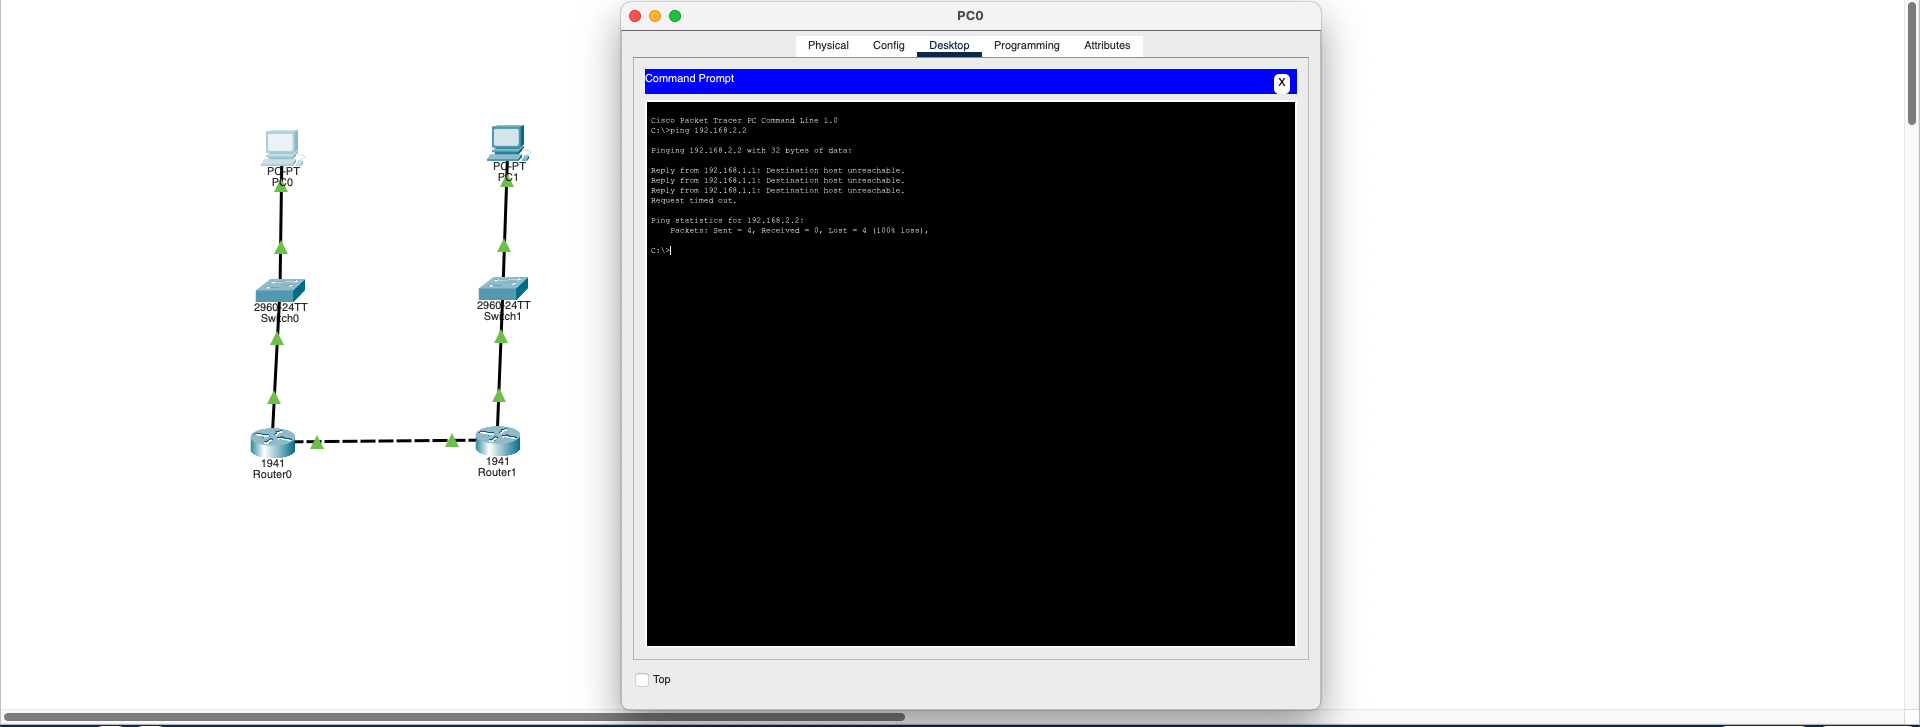 PC0
Physical
Config
Desktop
Programming
Attributes
Command Prompt
X
Cisco Packet Tracer PC Command Line 1.0
C:\>ping 192.168.2.2
Pinging 192.168.2.2 with 32 bytes of data:
Reply from 192.168.1.1: Destination host unreachable.
Reply from 192.168.1.1: Destination host unreachable.
Reply from 192.168.1.1: Destination host unreachable.
Request timed out.
Ping statistics for 192.168.2.2:
Packets: Sent = 4, Received = 0, Lost = 4 (100% loss),
C:\>
Top
PC-PT
PC0
PC-PT
PC1
2960-24TT
Switch0
2960-24TT
Switch1
1941
Router0
1941
Router1